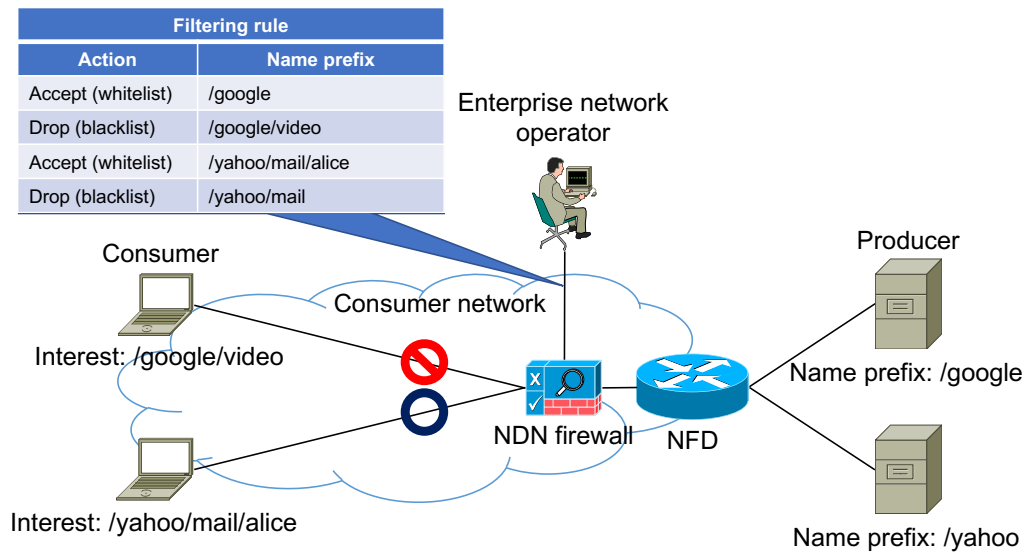 Filtering rule
Action Name prefix
Accept (whitelist) /google
Drop (blacklist) /google/video
Accept (whitelist) /yahoo/mail/alice
Drop (blacklist) /yahoo/mail
Enterprise network
operator
Consumer
Producer
Consumer network
Interest: /google/video
X
Name prefix: /google
NDN firewall
NFD
Interest: /yahoo/mail/alice
Name prefix: /yahoo